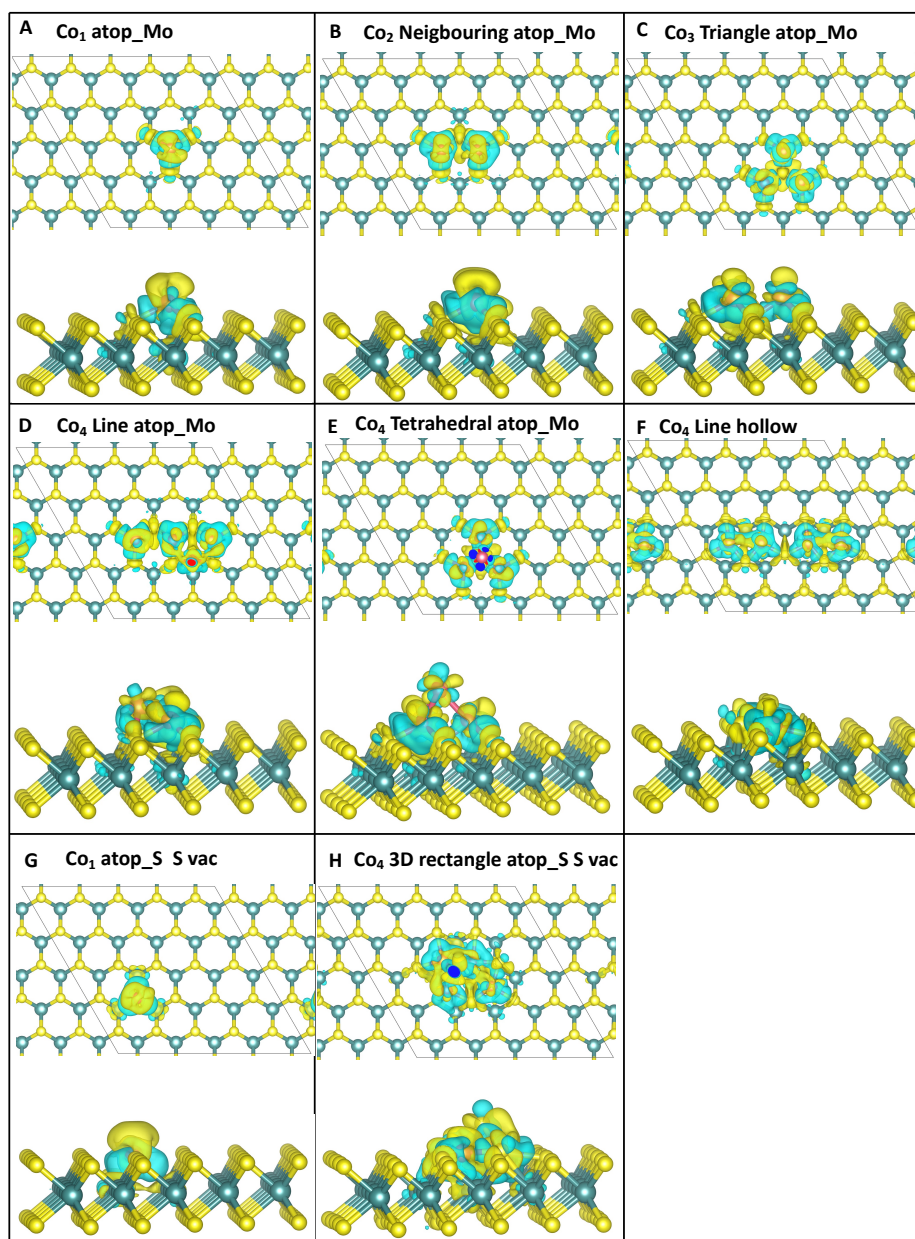 A Co₁ atop_Mo
B Co₂ Neigbouring atop_Mo
C Co₃ Triangle atop_Mo
D Co₄ Line atop_Mo
E Co₄ Tetrahedral atop_Mo
F Co₄ Line hollow
G Co₁ atop_S S vac
H Co₄ 3D rectangle atop_S S vac